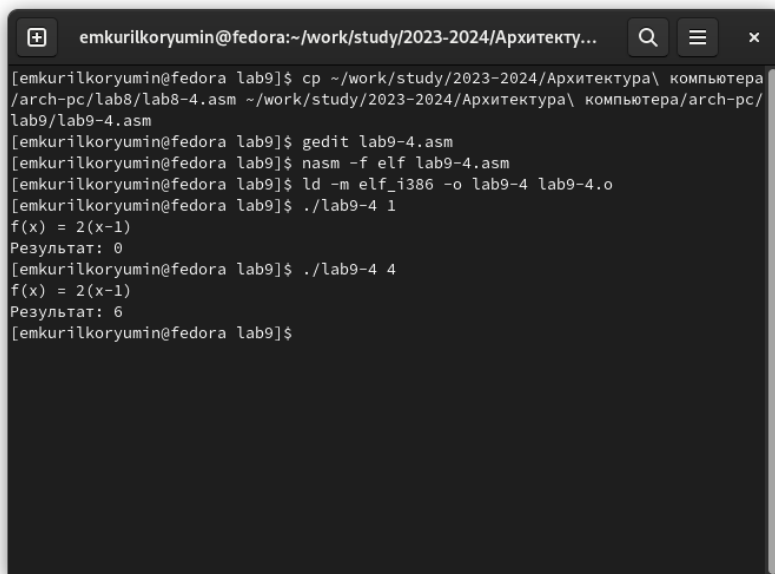 emkurilkoryumin@fedora:~/work/study/2023-2024/Архитекту...
[emkurilkoryumin@fedora lab9]$ cp ~/work/study/2023-2024/Архитектура\ компьютера
/arch-pc/lab8/lab8-4.asm ~/work/study/2023-2024/Архитектура\ компьютера/arch-pc/
lab9/lab9-4.asm
[emkurilkoryumin@fedora lab9]$ gedit lab9-4.asm
[emkurilkoryumin@fedora lab9]$ nasm -f elf lab9-4.asm
[emkurilkoryumin@fedora lab9]$ ld -m elf_i386 -o lab9-4 lab9-4.o
[emkurilkoryumin@fedora lab9]$ ./lab9-4 1
f(x) = 2(x-1)
Результат: 0
[emkurilkoryumin@fedora lab9]$ ./lab9-4 4
f(x) = 2(x-1)
Результат: 6
[emkurilkoryumin@fedora lab9]$